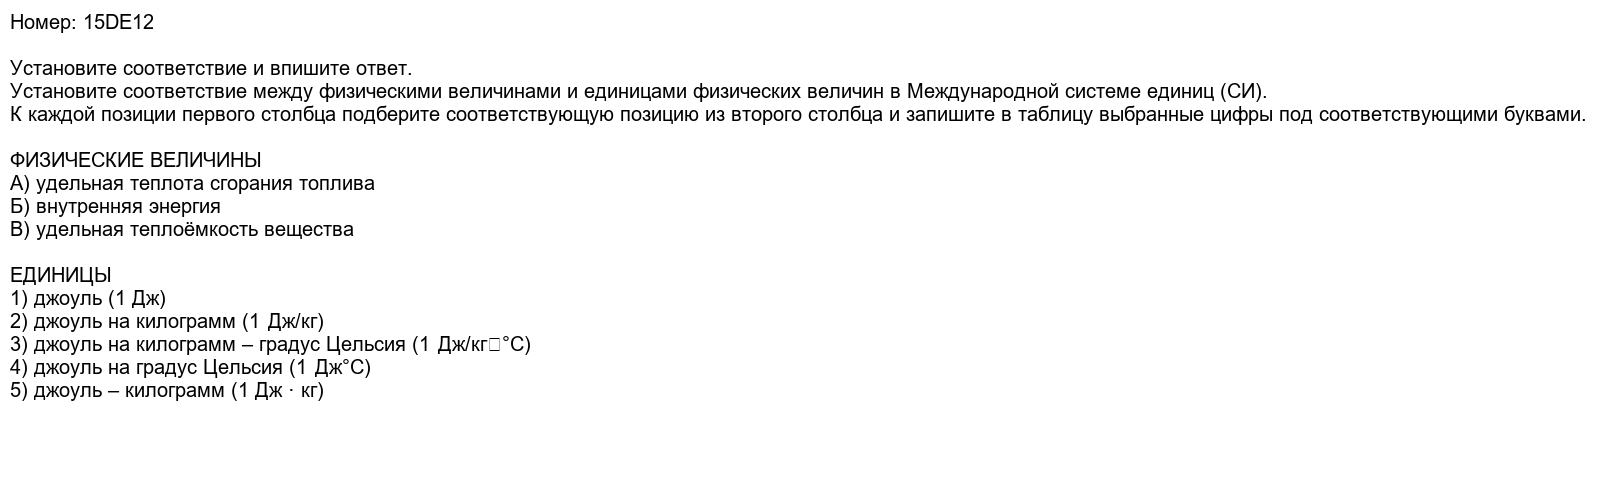 Номер: 15DE12
Установите соответствие и впишите ответ.
Установите соответствие между физическими величинами и единицами физических величин в Международной системе единиц (СИ).
К каждой позиции первого столбца подберите соответствующую позицию из второго столбца и запишите в таблицу выбранные цифры под соответствующими буквами.
ФИЗИЧЕСКИЕ ВЕЛИЧИНЫ
А) удельная теплота сгорания топлива
Б) внутренняя энергия
В) удельная теплоёмкость вещества
ЕДИНИЦЫ
1) джоуль (1 Дж)
2) джоуль на килограмм (1 Дж/кг)
3) джоуль на килограмм – градус Цельсия (1 Дж/кг□°С)
4) джоуль на градус Цельсия (1 Дж°С)
5) джоуль – килограмм (1 Дж · кг)